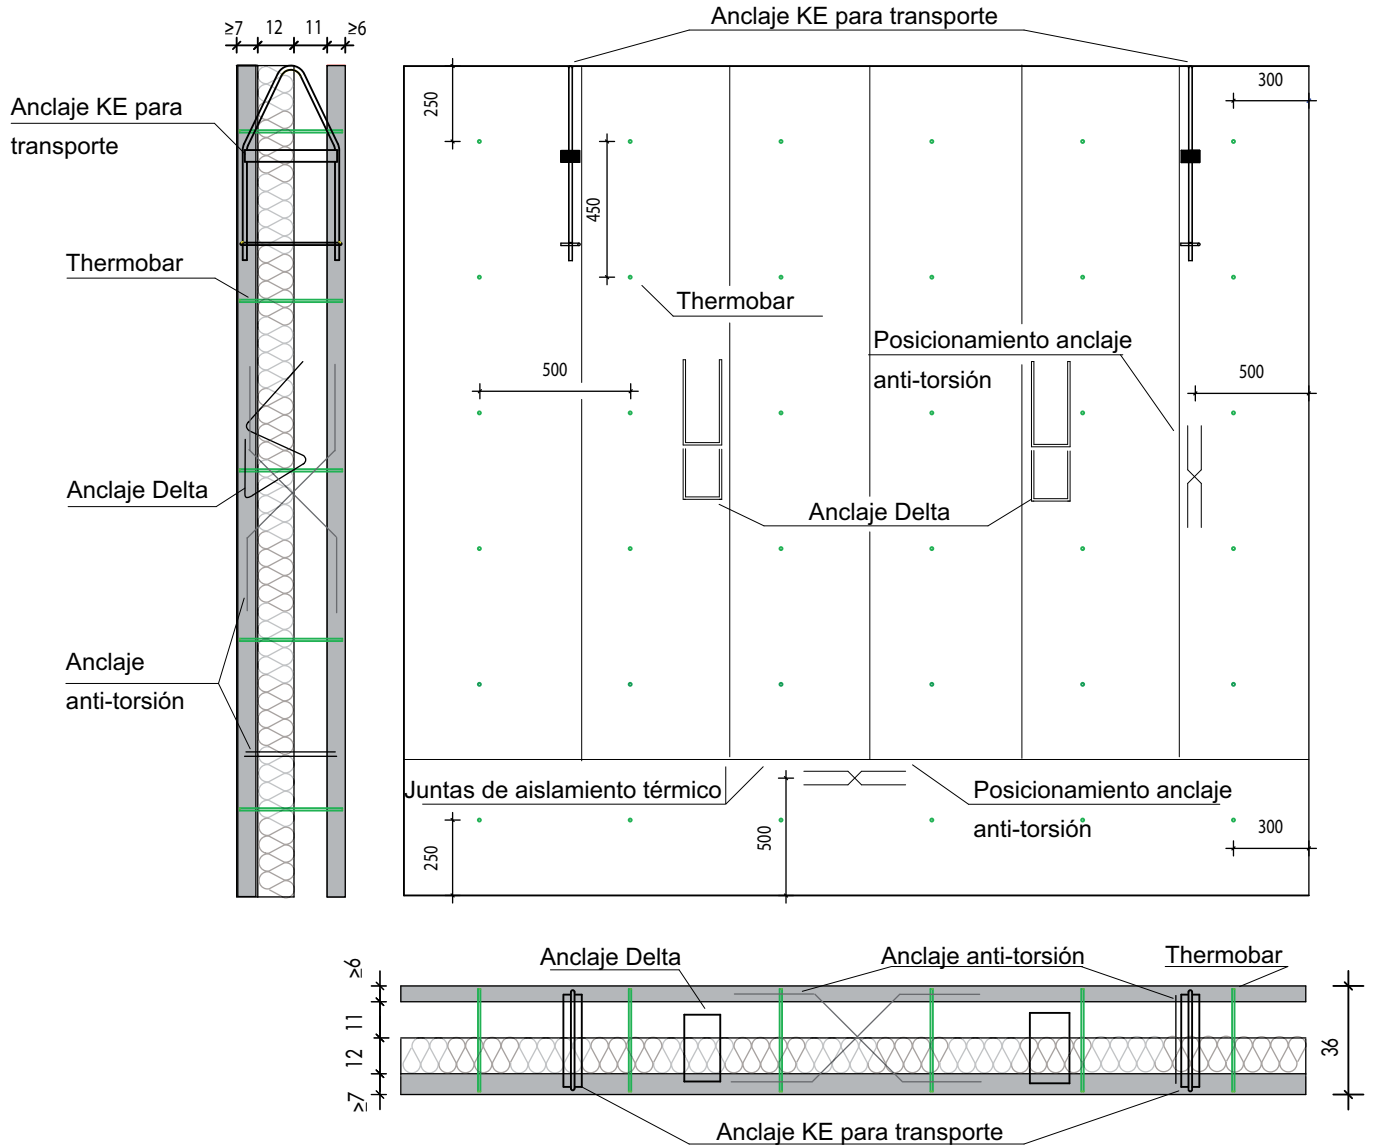 Anclaje KE para transporte
≥7 12 11 ≥6
Anclaje KE para
transporte
250
300
450
Thermobar
Thermobar
Posicionamiento anclaje
anti-torsión
500
500
Anclaje Delta
Anclaje Delta
Anclaje
anti-torsión
Juntas de aislamiento térmico
Posicionamiento anclaje
anti-torsión
250
500
300
Anclaje Delta
Anclaje anti-torsión
Thermobar
≥6
11
12
≥7
36
Anclaje KE para transporte